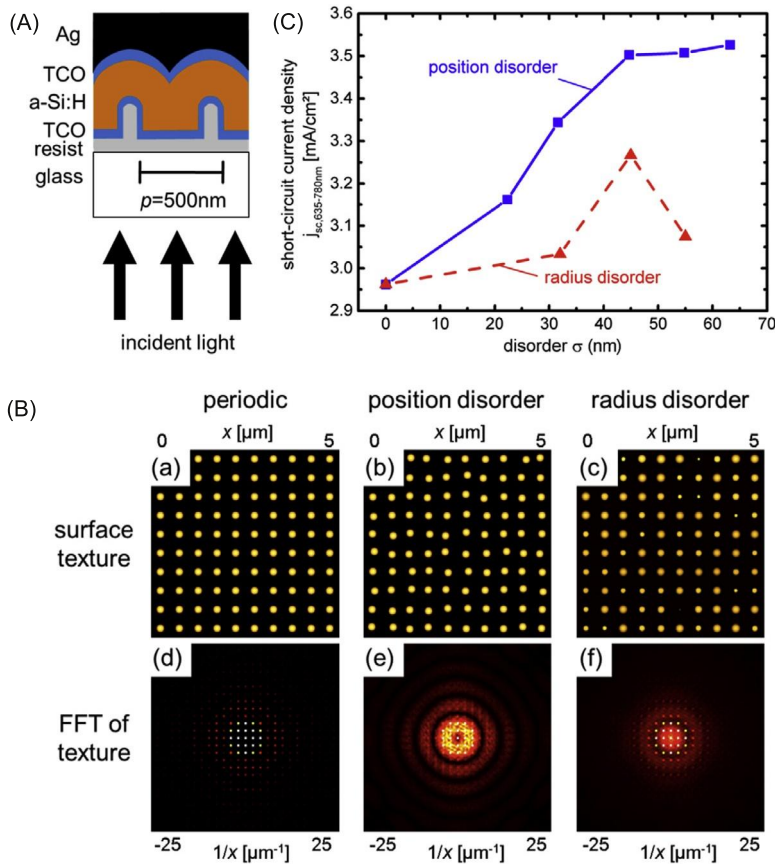 (A)
Ag
TCO
a-Si:H
TCO
resist
glass
p=500nm
incident light
(C)
short-circuit current density
jsc,635-780nm [mA/cm²]
3.6
3.5
3.4
3.3
3.2
3.1
3.0
2.9
position disorder
radius disorder
0 10 20 30 40 50 60 70
disorder σ (nm)
(B)
periodic position disorder radius disorder
0 x [µm] 5 0 x [µm] 5 0 x [µm] 5
surface
texture
(a) (b) (c)
FFT of
texture
(d) (e) (f)
-25 1/x [µm⁻¹] 25 -25 1/x [µm⁻¹] 25 -25 1/x [µm⁻¹] 25